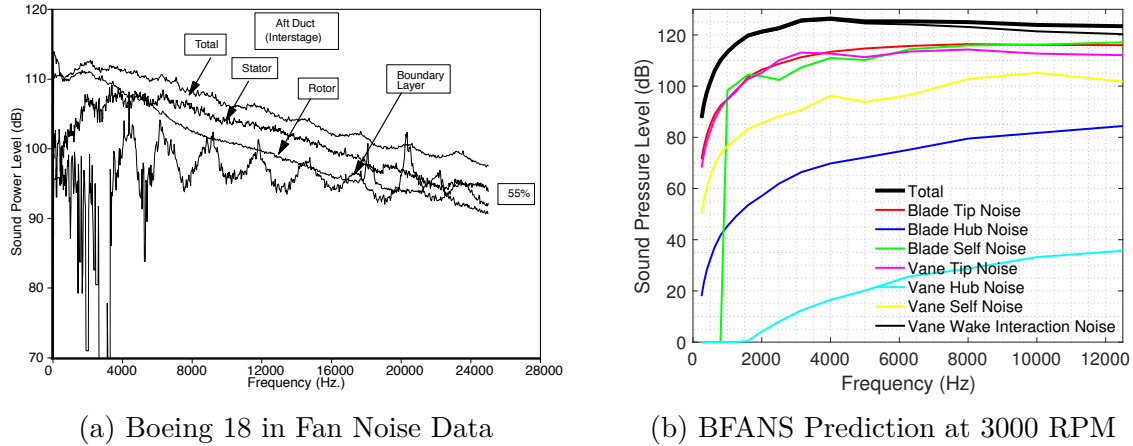 120
110
100
90
80
70
0
4000
8000
12000
16000
20000
24000
28000
Sound Power Level (dB)
Frequency (Hz.)
Aft Duct
(Interstage)
Total
Stator
Rotor
Boundary
Layer
55%
(a) Boeing 18 in Fan Noise Data
120
100
80
60
40
20
0
2000
4000
6000
8000
10000
12000
Sound Pressure Level (dB)
Frequency (Hz)
Total
Blade Tip Noise
Blade Hub Noise
Blade Self Noise
Vane Tip Noise
Vane Hub Noise
Vane Self Noise
Vane Wake Interaction Noise
(b) BFANS Prediction at 3000 RPM